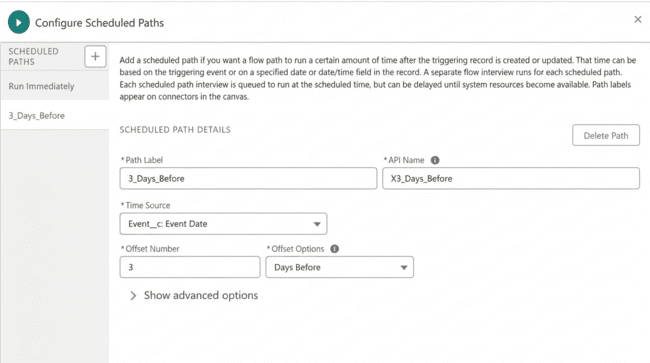 Configure Scheduled Paths
SCHEDULED
PATHS
Run Immediately
3_Days_Before
Add a scheduled path if you want a flow path to run a certain amount of time after the triggering record is created or updated. That time can be
based on the triggering event or on a specified date or date/time field in the record. A separate flow interview runs for each scheduled path.
Each scheduled path interview is queued to run at the scheduled time, but can be delayed until system resources become available. Path labels
appear on connectors in the canvas.
SCHEDULED PATH DETAILS
Delete Path
* Path Label
* API Name
3_Days_Before
X3_Days_Before
* Time Source
Event__c: Event Date
* Offset Number
* Offset Options
3
Days Before
Show advanced options